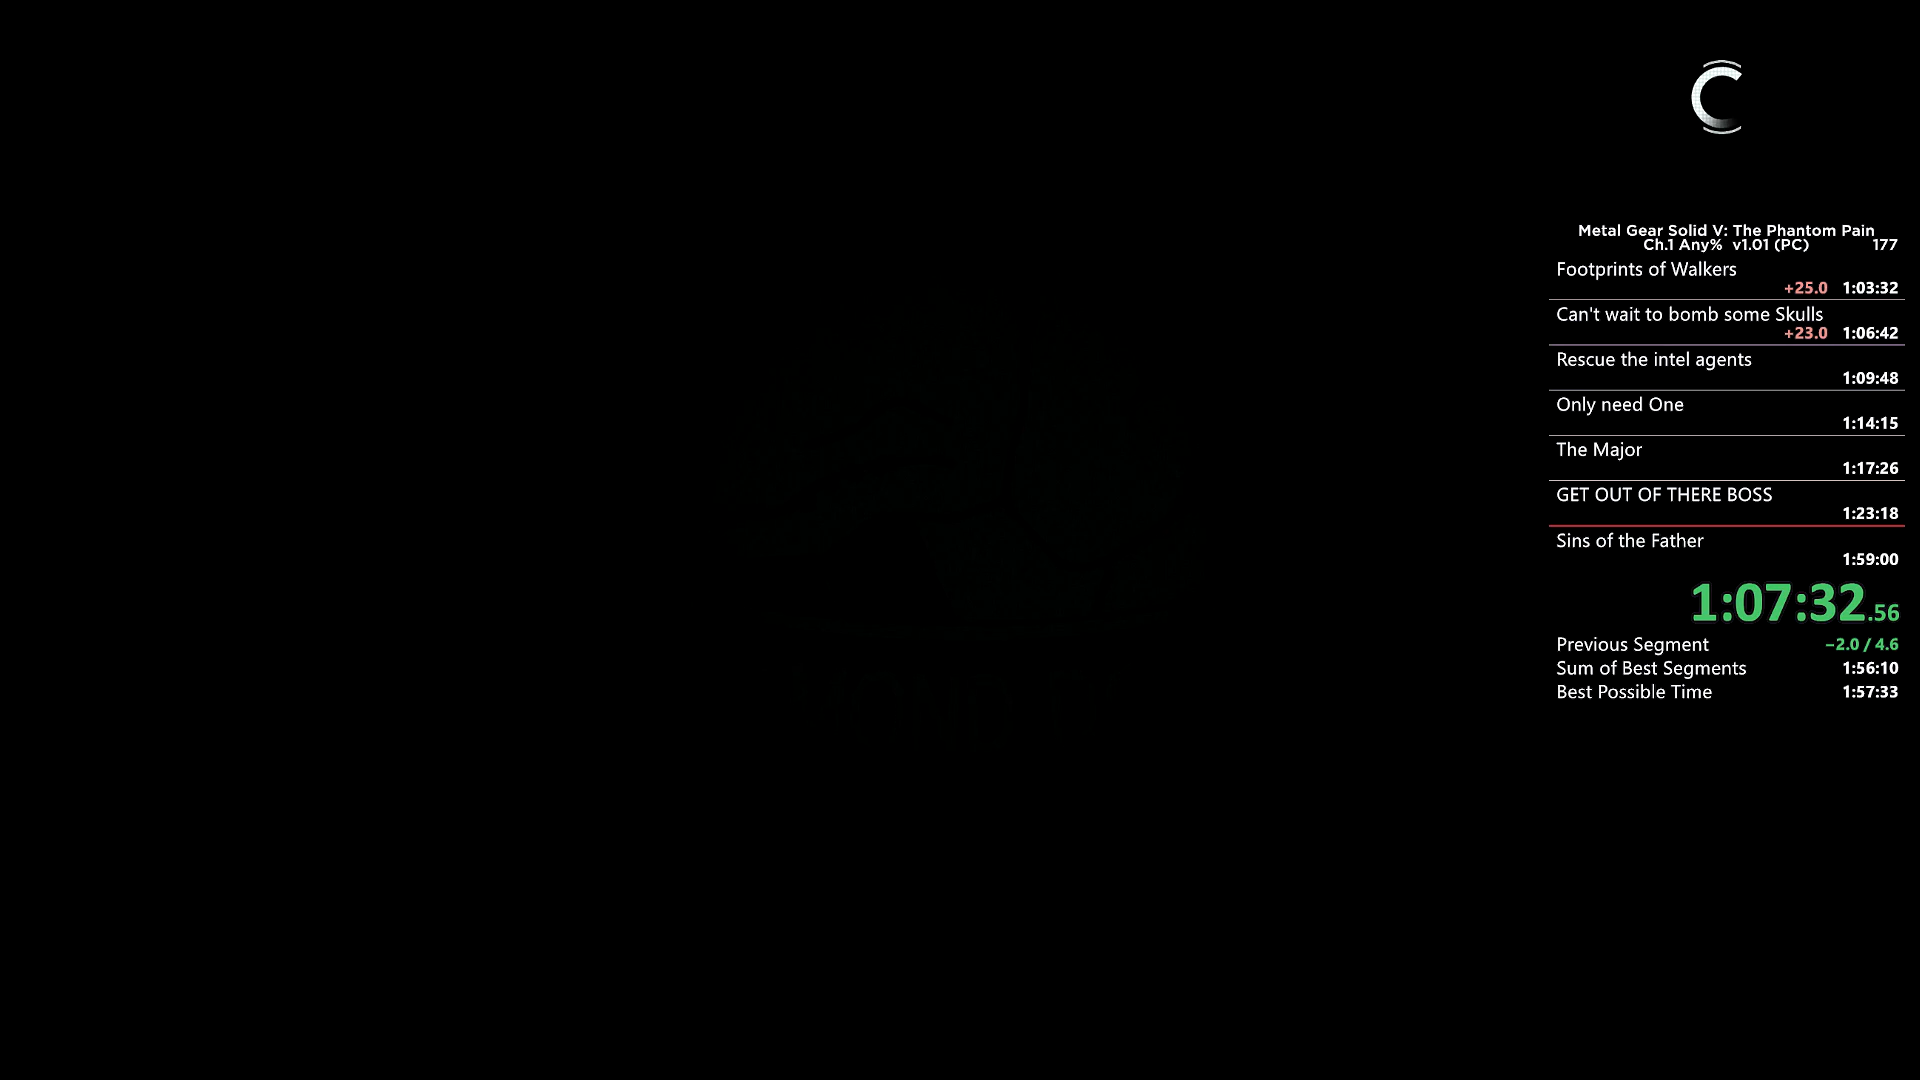 C
Metal Gear Solid V: The Phantom Pain
Ch.1 Any% v1.01 (PC) 177
Footprints of Walkers
+25.0 1:03:32
Can't wait to bomb some Skulls
+23.0 1:06:42
Rescue the intel agents
1:09:48
Only need One
1:14:15
The Major
1:17:26
GET OUT OF THERE BOSS
1:23:18
Sins of the Father
1:59:00
1:07:32.56
Previous Segment −2.0 / 4.6
Sum of Best Segments 1:56:10
Best Possible Time 1:57:33